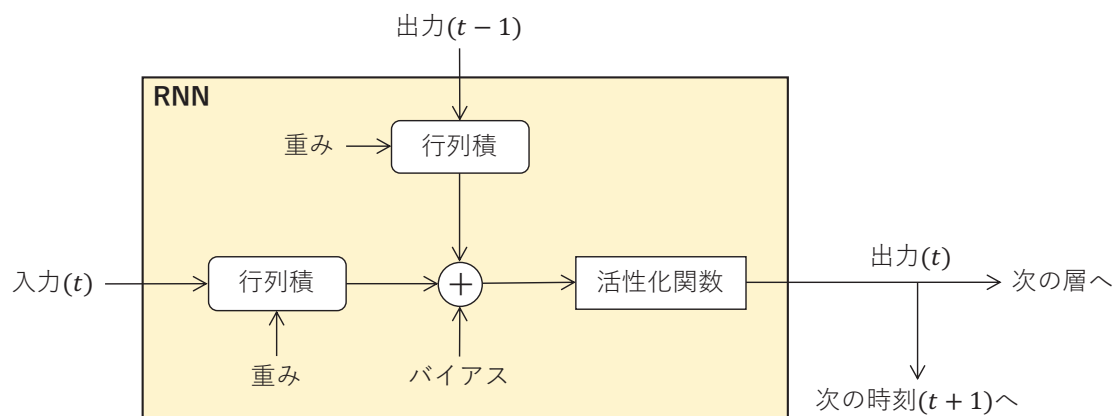 出力(t − 1)
RNN
重み
行列積
入力(t)
行列積
+
活性化関数
出力(t)
次の層へ
重み
バイアス
次の時刻(t + 1)へ